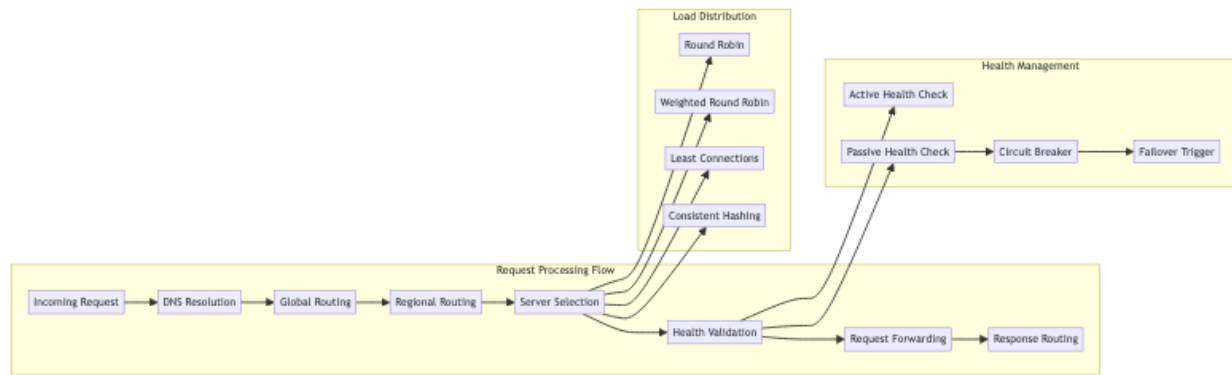 Load Distribution
Round Robin
Weighted Round Robin
Least Connections
Consistent Hashing
Health Management
Active Health Check
Passive Health Check
Circuit Breaker
Failover Trigger
Request Processing Flow
Incoming Request
DNS Resolution
Global Routing
Regional Routing
Server Selection
Health Validation
Request Forwarding
Response Routing